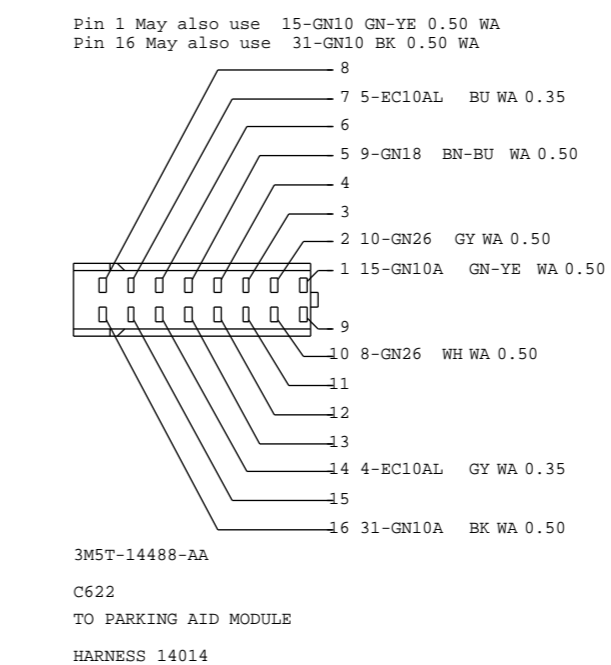 Pin 1 May also use 15-GN10 GN-YE 0.50 WA
Pin 16 May also use 31-GN10 BK 0.50 WA
8
7 5-EC10AL BU WA 0.35
6
5 9-GN18 BN-BU WA 0.50
4
3
2 10-GN26 GY WA 0.50
1 15-GN10A GN-YE WA 0.50
9
10 8-GN26 WH WA 0.50
11
12
13
14 4-EC10AL GY WA 0.35
15
16 31-GN10A BK WA 0.50
3M5T-14488-AA
C622
TO PARKING AID MODULE
HARNESS 14014